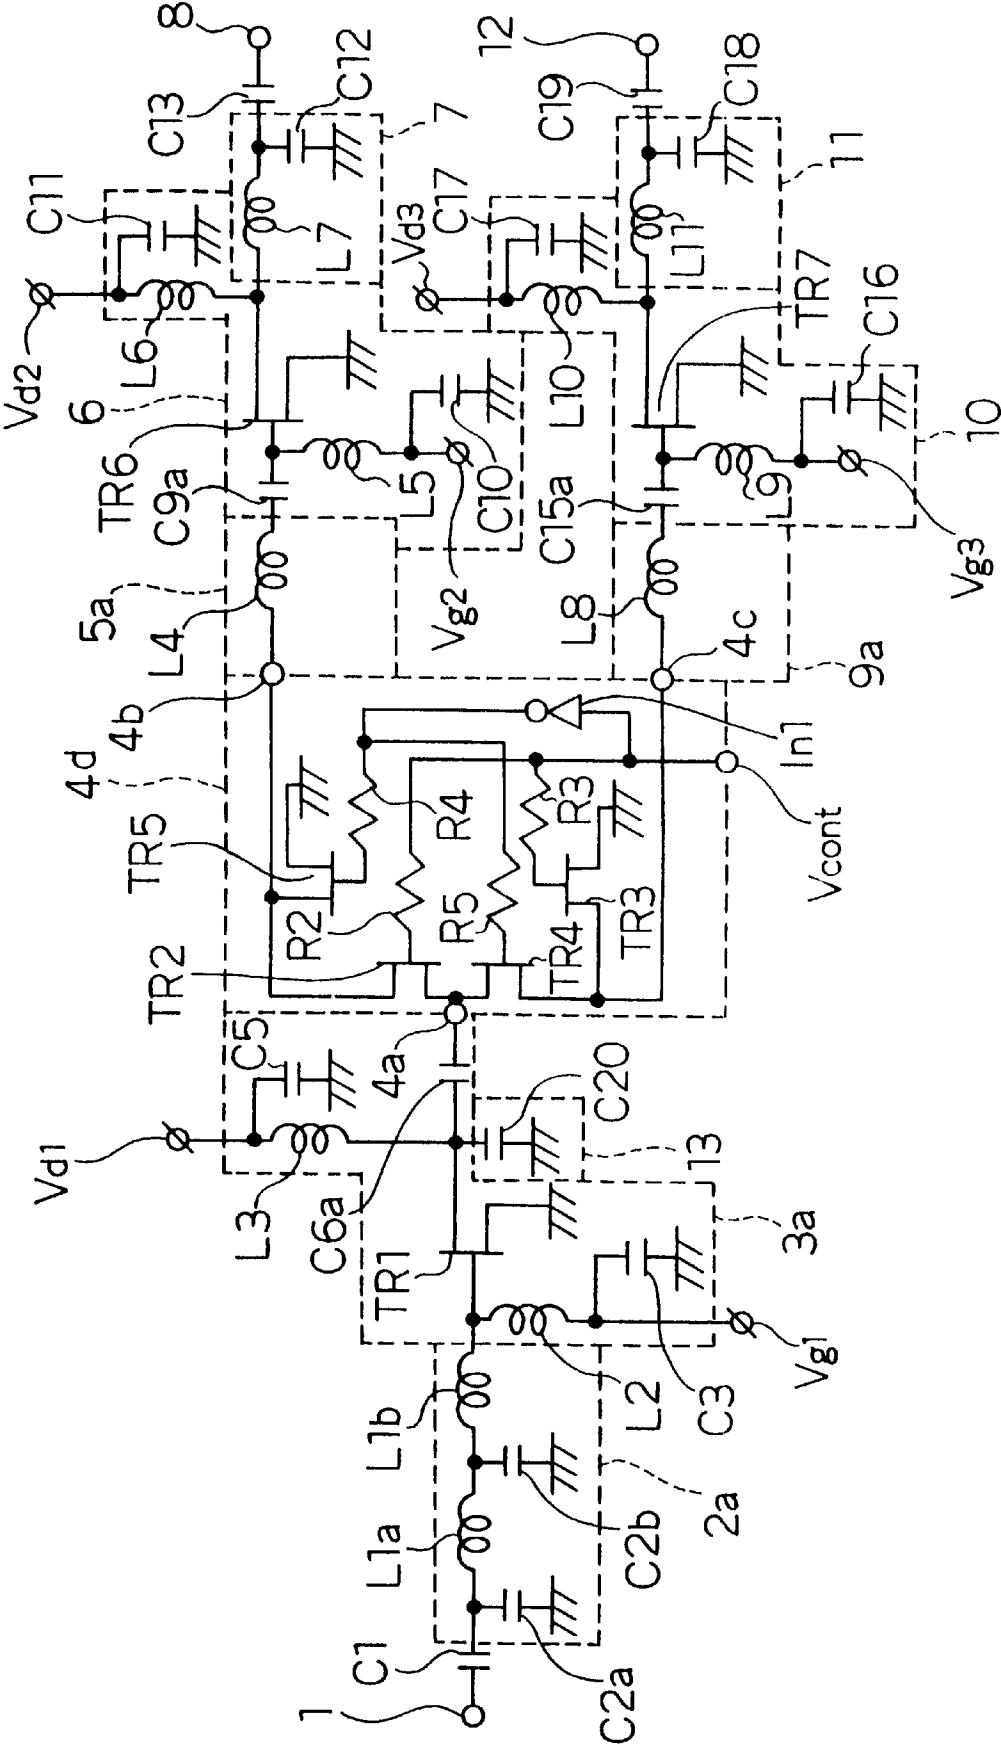 8
C13
C12
7
C11
L7
Vd2
L6
6
TR6
C9a
L5
C10
Vg2
5a
L4
4b
4d
12
C19
C18
11
C17
Vd3
L11
L10
TR7
C16
10
C15a
L9
Vg3
L8
4c
9a
In1
TR5
R4
R3
R2
R5
TR3
TR4
TR2
Vcont
4a
C5
C20
13
Vd1
L3
C6a
TR1
3a
Vg1
L2
C3
L1b
L1a
C2b
2a
C1
C2a
1